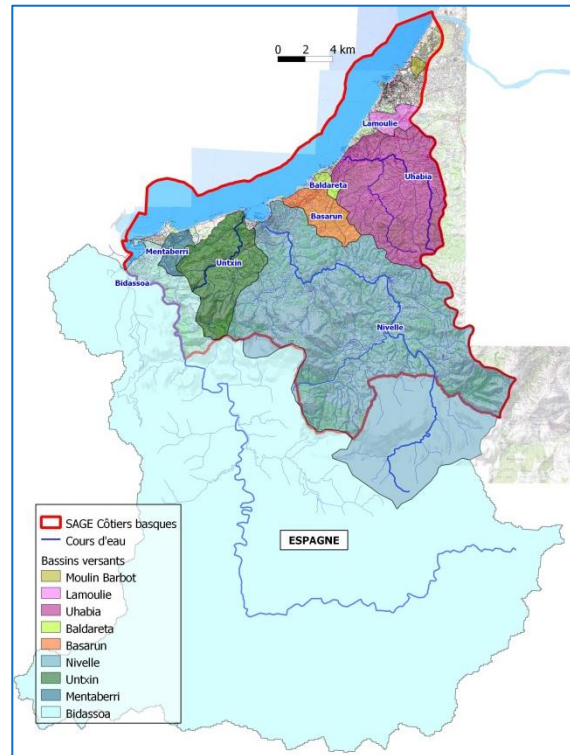 0 2 4 km
Lamoulie
Uhabia
Baldareta
Basarun
Mentaberri
Untxin
Bidassoa
Nivelle
ESPAGNE
SAGE Côtiers basques
Cours d'eau
Bassins versants
Moulin Barbot
Lamoulie
Uhabia
Baldareta
Basarun
Nivelle
Untxin
Mentaberri
Bidassoa